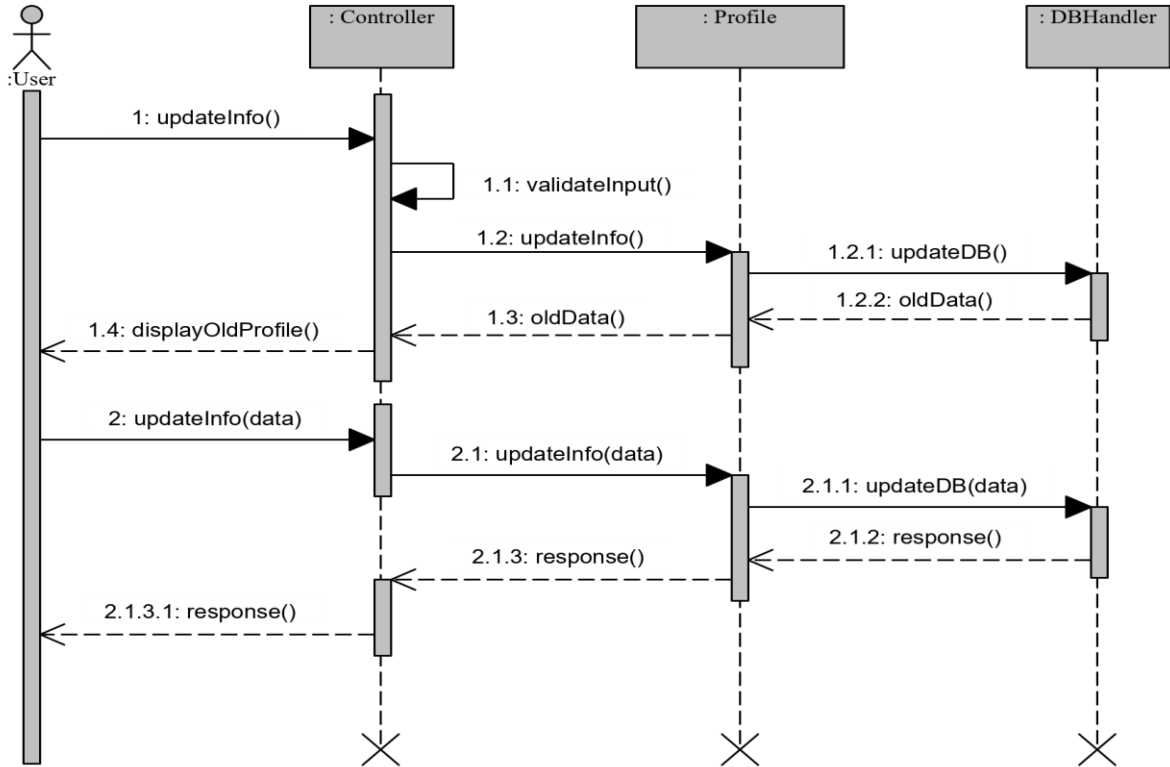 : Controller
: Profile
: DBHandler
:User
1: updateInfo()
1.1: validateInput()
1.2: updateInfo()
1.2.1: updateDB()
1.2.2: oldData()
1.3: oldData()
1.4: displayOldProfile()
2: updateInfo(data)
2.1: updateInfo(data)
2.1.1: updateDB(data)
2.1.2: response()
2.1.3: response()
2.1.3.1: response()